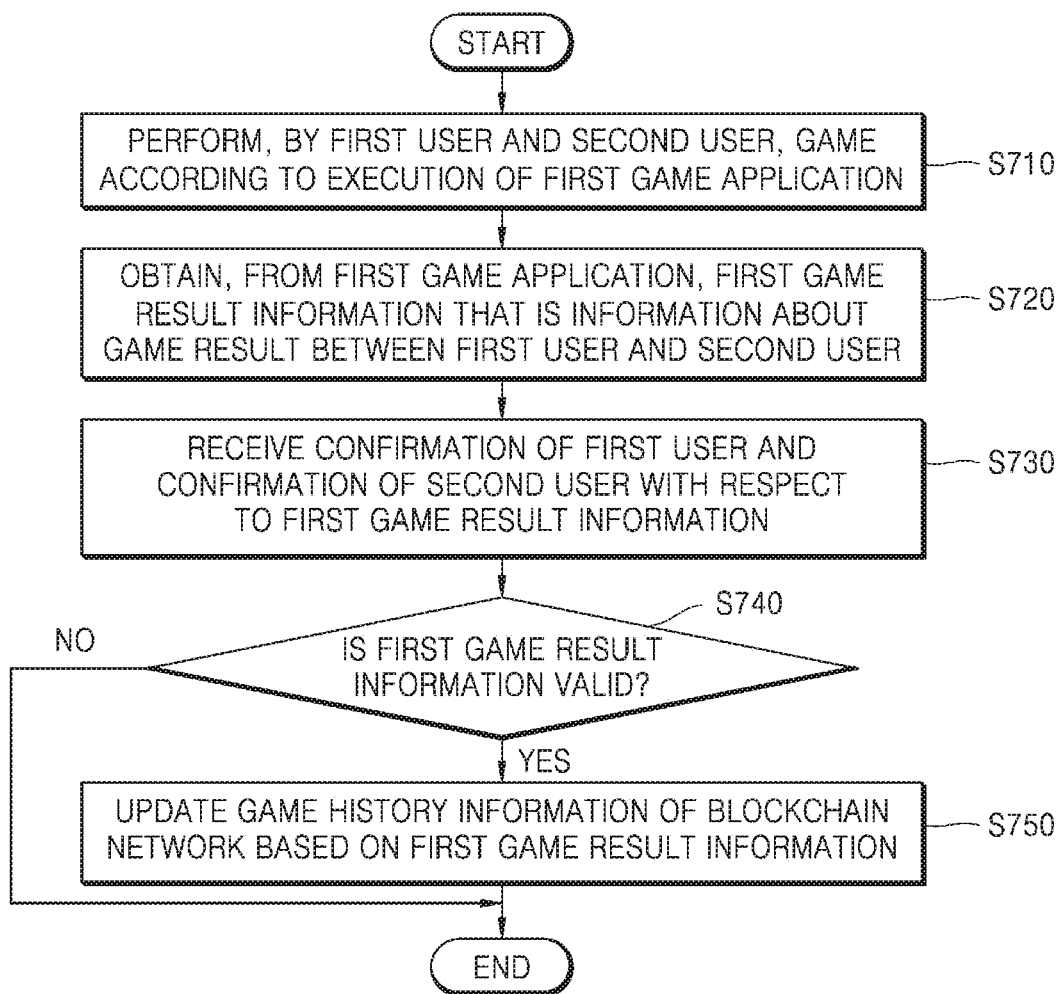 START
PERFORM, BY FIRST USER AND SECOND USER, GAME
ACCORDING TO EXECUTION OF FIRST GAME APPLICATION
S710
OBTAIN, FROM FIRST GAME APPLICATION, FIRST GAME
RESULT INFORMATION THAT IS INFORMATION ABOUT
GAME RESULT BETWEEN FIRST USER AND SECOND USER
S720
RECEIVE CONFIRMATION OF FIRST USER AND
CONFIRMATION OF SECOND USER WITH RESPECT
TO FIRST GAME RESULT INFORMATION
S730
S740
NO
IS FIRST GAME RESULT
INFORMATION VALID?
YES
UPDATE GAME HISTORY INFORMATION OF BLOCKCHAIN
NETWORK BASED ON FIRST GAME RESULT INFORMATION
S750
END